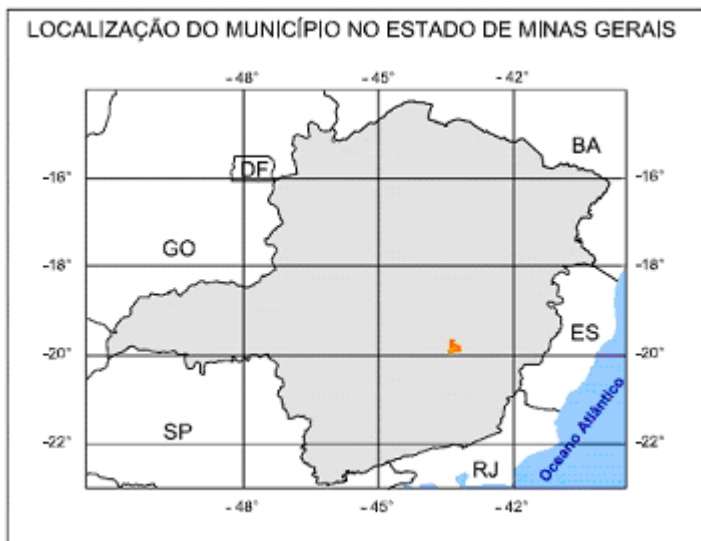 LOCALIZAÇÃO DO MUNICÍPIO NO ESTADO DE MINAS GERAIS
-48° -45° -42°
BA
DF
-16° -16°
GO
-18° -18°
ES
-20° -20°
SP
Oceano Atlântico
-22° -22°
RJ
-48° -45° -42°